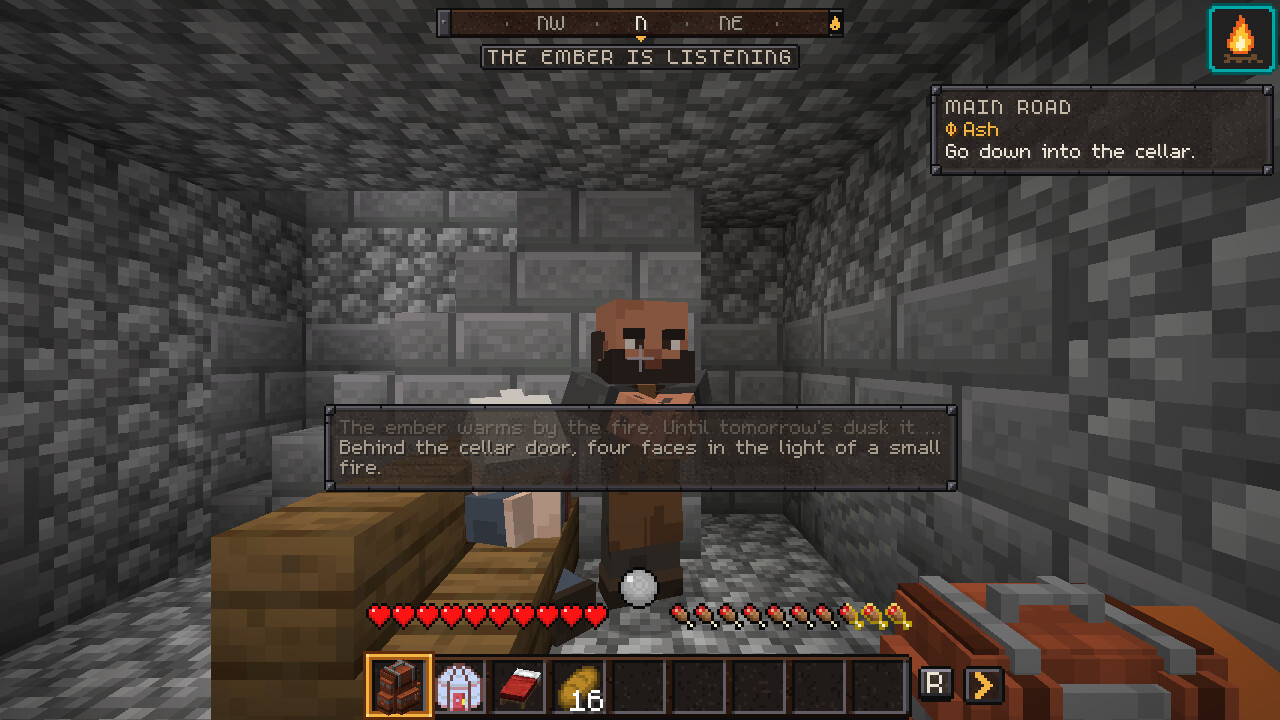 NW N NE
THE EMBER IS LISTENING
MAIN ROAD
Ash
Go down into the cellar.
The ember warms by the fire. Until tomorrow's dusk it ...
Behind the cellar door, four faces in the light of a small
fire.
16
R